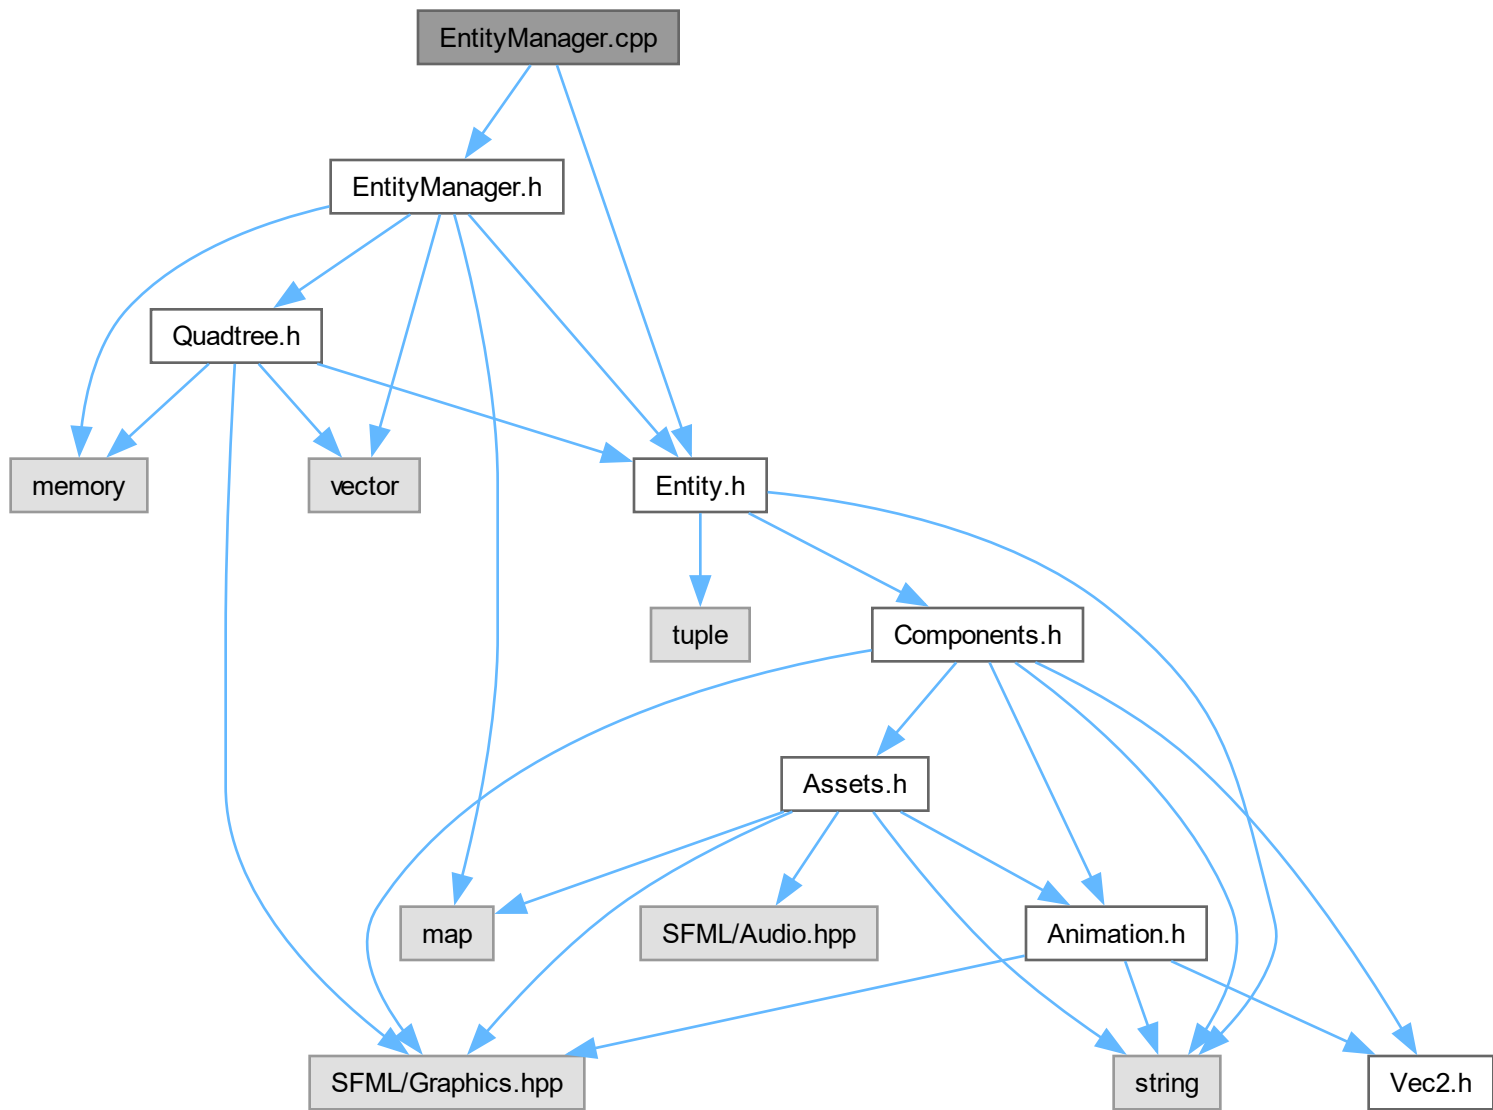 EntityManager.cpp
EntityManager.h
Quadtree.h
memory
vector
Entity.h
tuple
Components.h
Assets.h
map
SFML/Audio.hpp
Animation.h
SFML/Graphics.hpp
string
Vec2.h